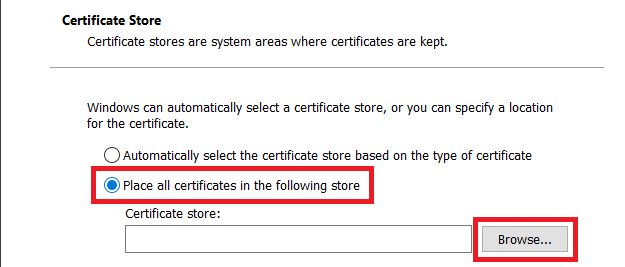 Certificate Store
Certificate stores are system areas where certificates are kept.
Windows can automatically select a certificate store, or you can specify a location
for the certificate.
Automatically select the certificate store based on the type of certificate
Place all certificates in the following store
Certificate store:
Browse...